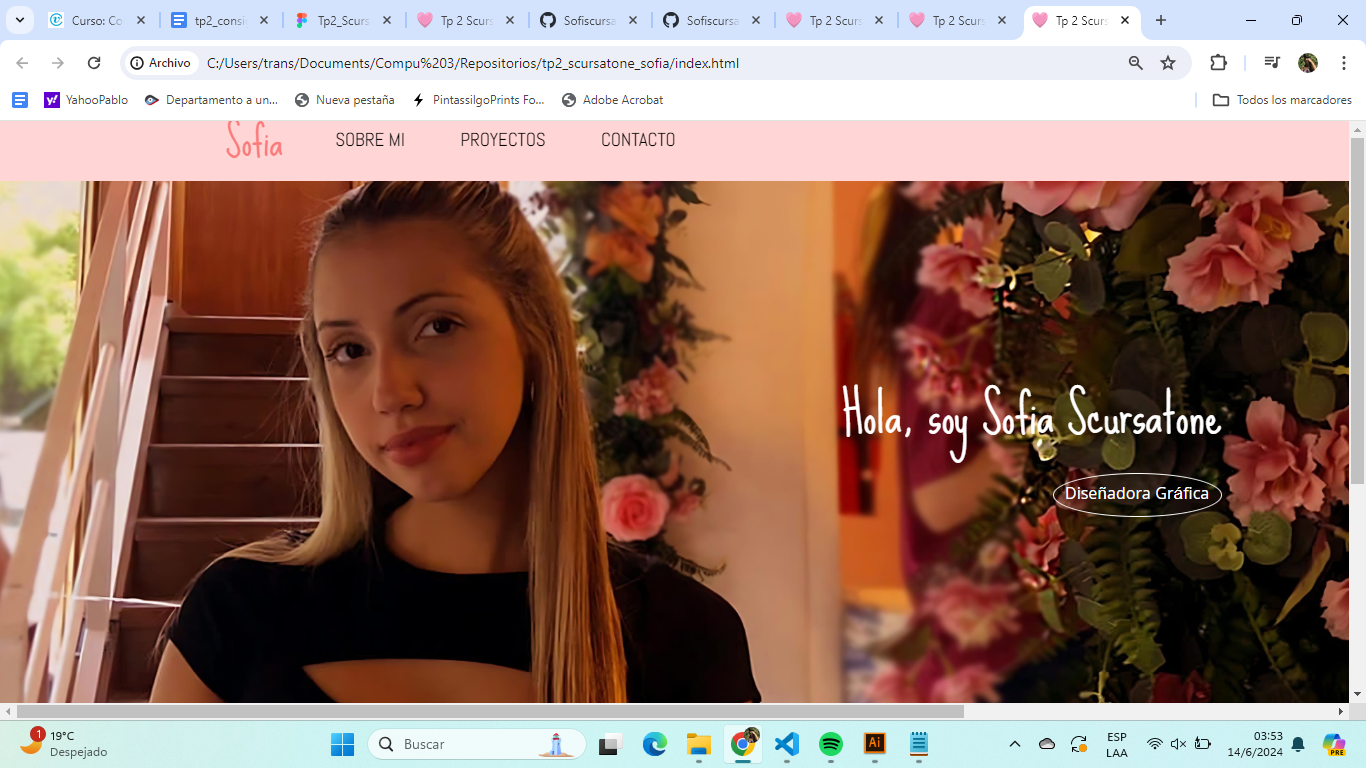 Curso: Co
tp2_consig
Tp2_Scurs
Tp 2 Scurs
Sofiscursa
Sofiscursa
Tp 2 Scurs
Tp 2 Scurs
Tp 2 Scurs
Archivo
C:/Users/trans/Documents/Compu%203/Repositorios/tp2_scursatone_sofia/index.html
YahooPablo
Departamento a un...
Nueva pestaña
PintassilgoPrints Fo...
Adobe Acrobat
Todos los marcadores
Sofia
SOBRE MI
PROYECTOS
CONTACTO
Hola, soy Sofia Scursatone
Diseñadora Gráfica
1
19°C
Despejado
Buscar
Ai
ESP
LAA
03:53
14/6/2024
PRE